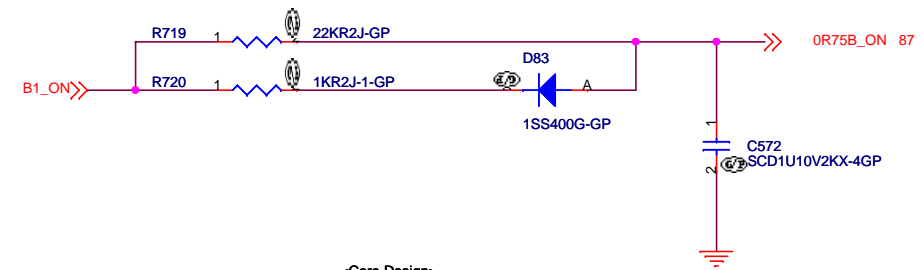 R719 1 22KR2J-GP
0R75B_ON 87
D83
B1_ON
R720 1 1KR2J-1-GP A
1SS400G-GP
1
C572
2 SCD1U10V2KX-4GP